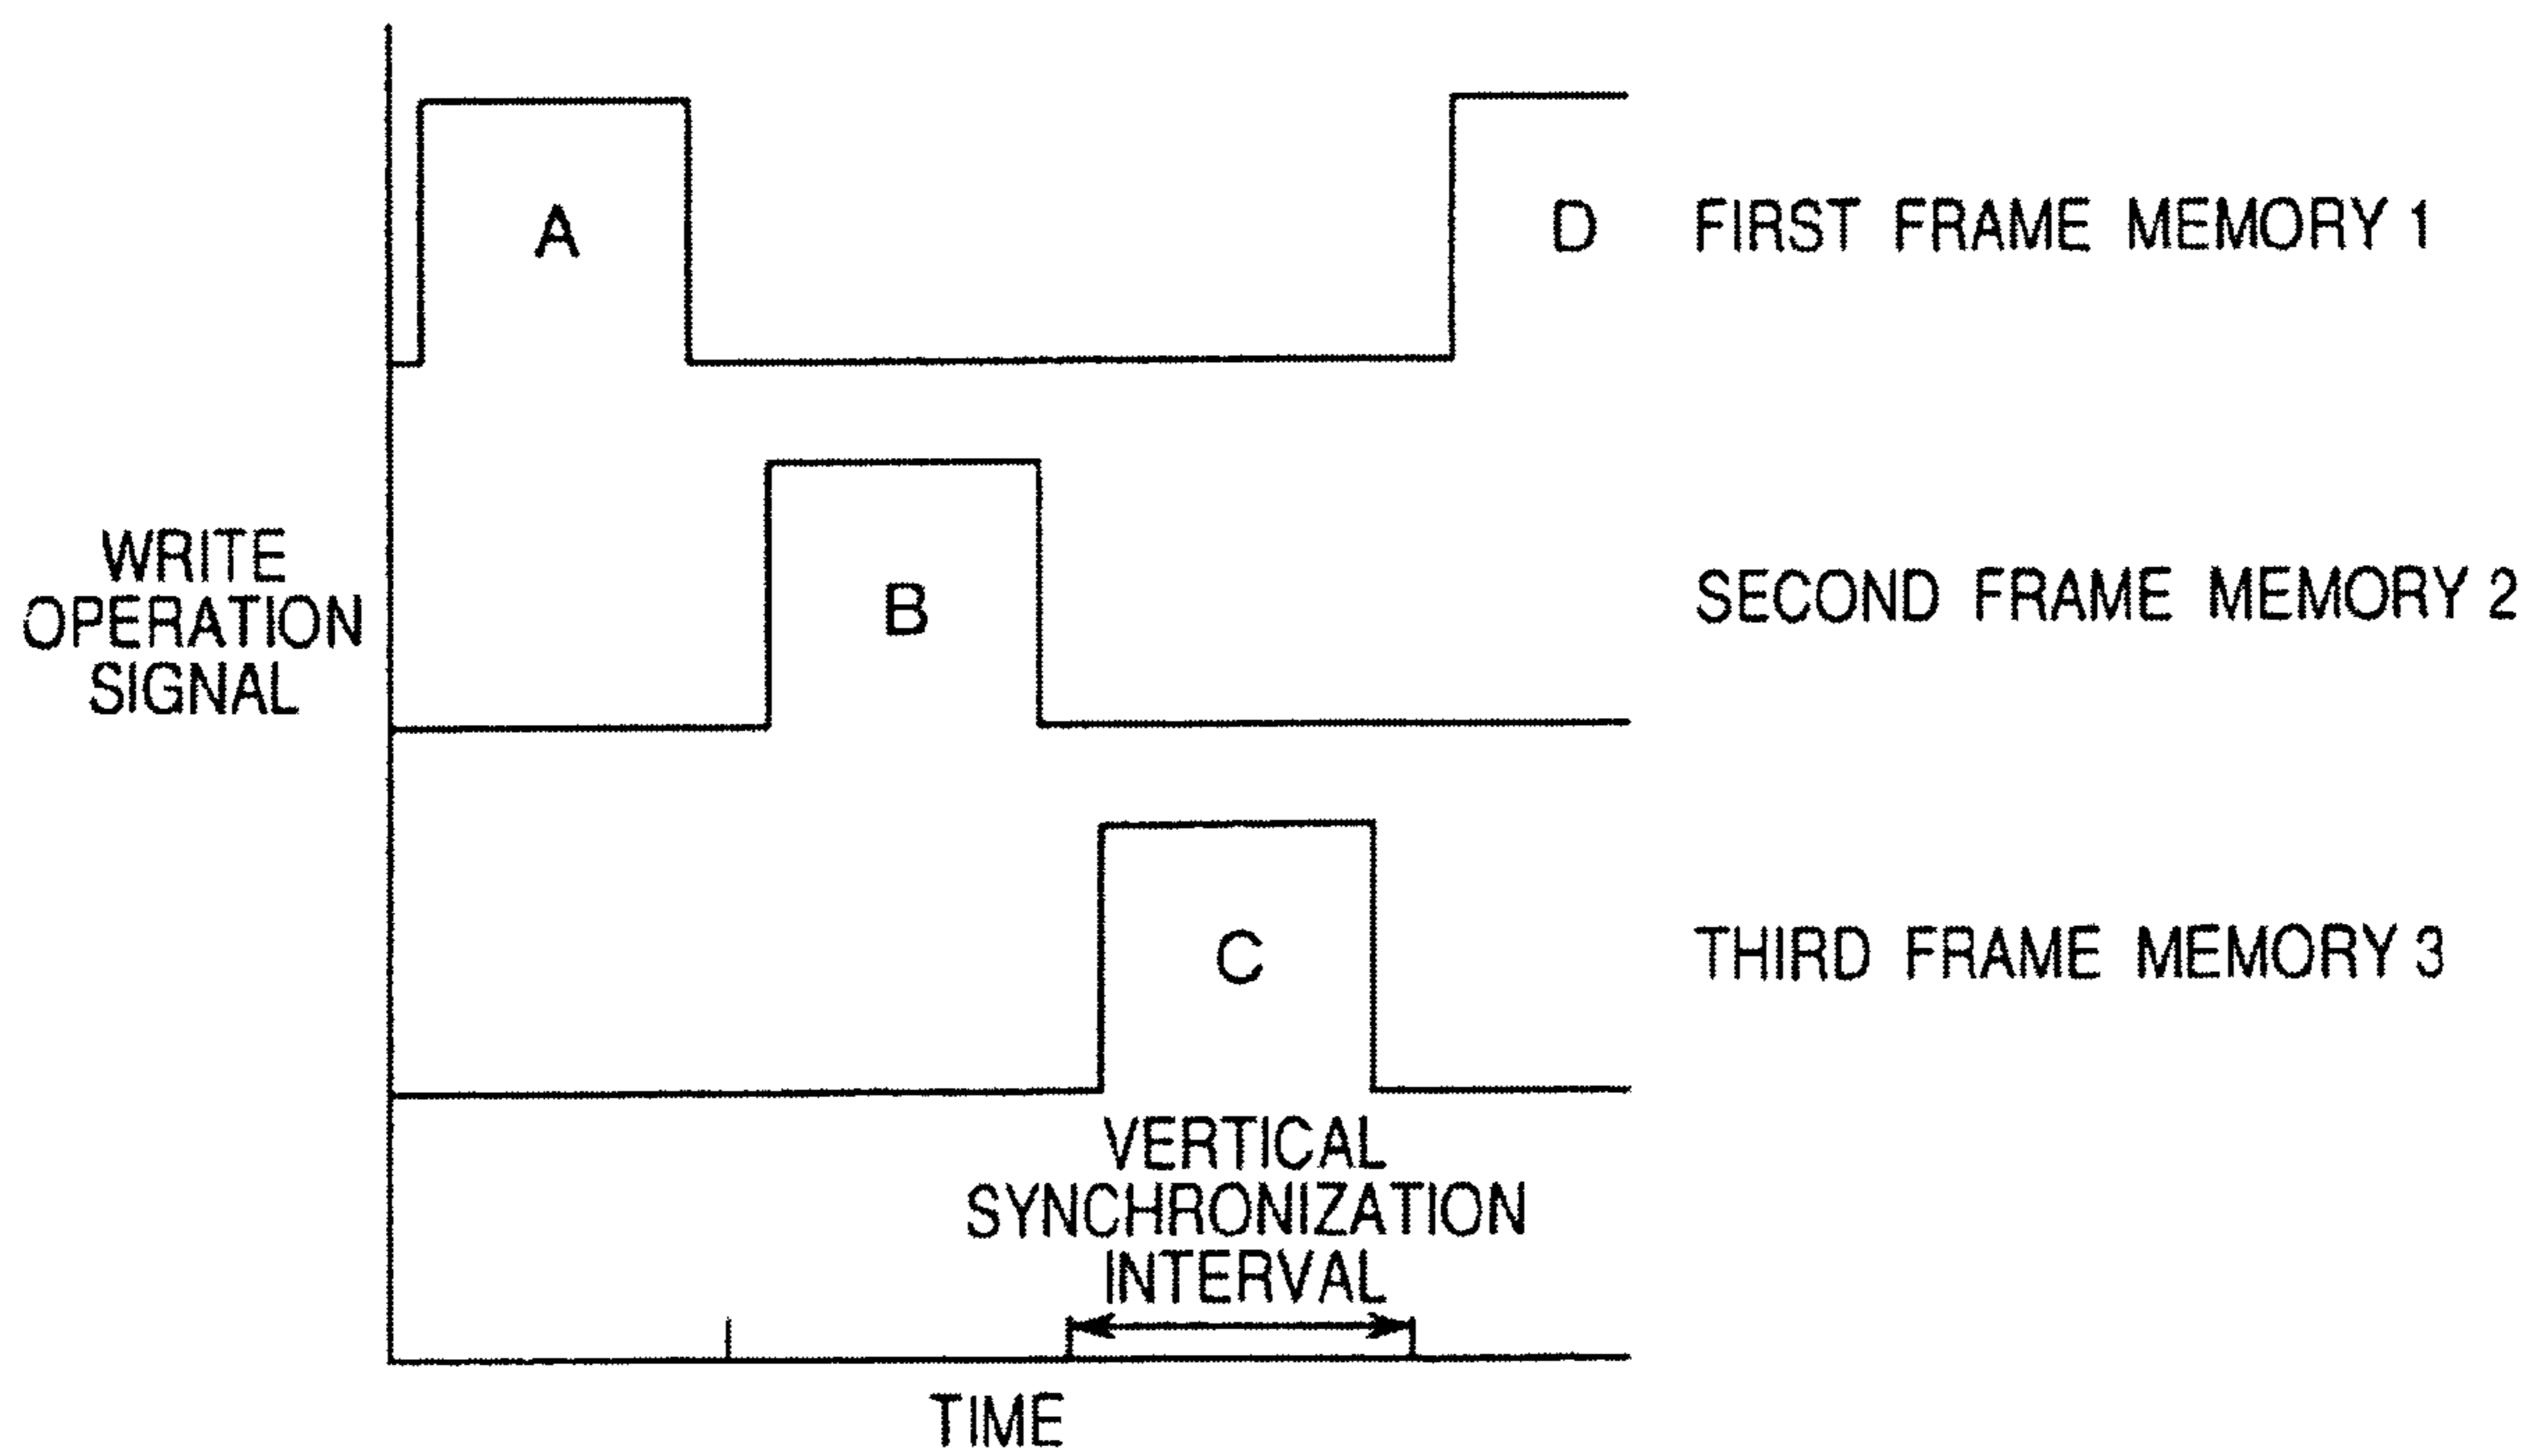 A
D
FIRST FRAME MEMORY 1
WRITE
OPERATION
SIGNAL
B
SECOND FRAME MEMORY 2
C
THIRD FRAME MEMORY 3
VERTICAL
SYNCHRONIZATION
INTERVAL
TIME